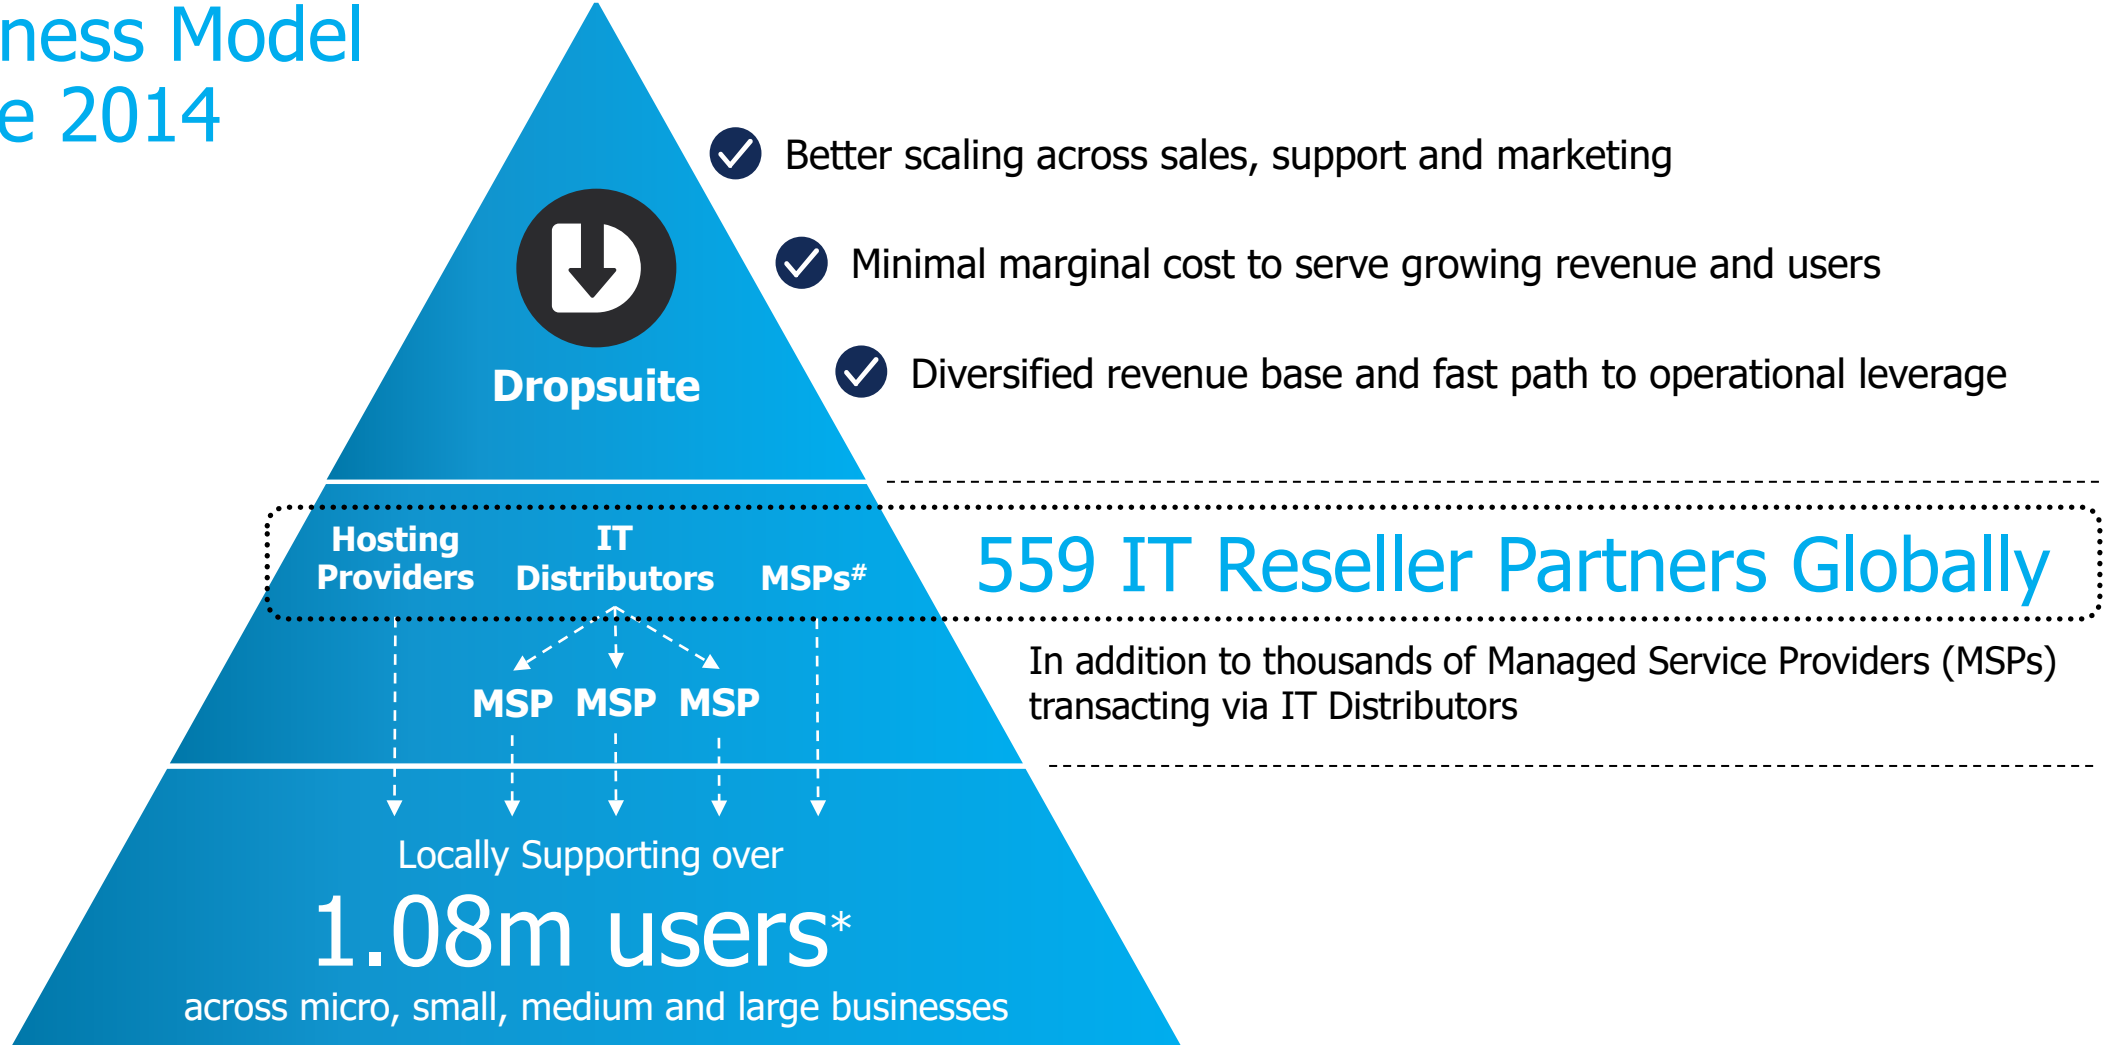 ness Model
e 2014
Better scaling across sales, support and marketing
Minimal marginal cost to serve growing revenue and users
Diversified revenue base and fast path to operational leverage
Dropsuite
Hosting
Providers
IT
Distributors
MSPs#
559 IT Reseller Partners Globally
In addition to thousands of Managed Service Providers (MSPs)
transacting via IT Distributors
MSP MSP MSP
Locally Supporting over
1.08m users*
across micro, small, medium and large businesses